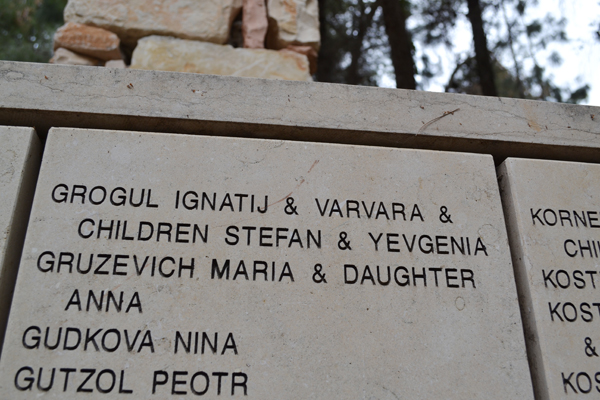 GROGUL IGNATIJ & VARVARA &
CHILDREN STEFAN & YEVGENIA
GRUZEVICH MARIA & DAUGHTER
ANNA
GUDKOVA NINA
GUTZOL PEOTR
&